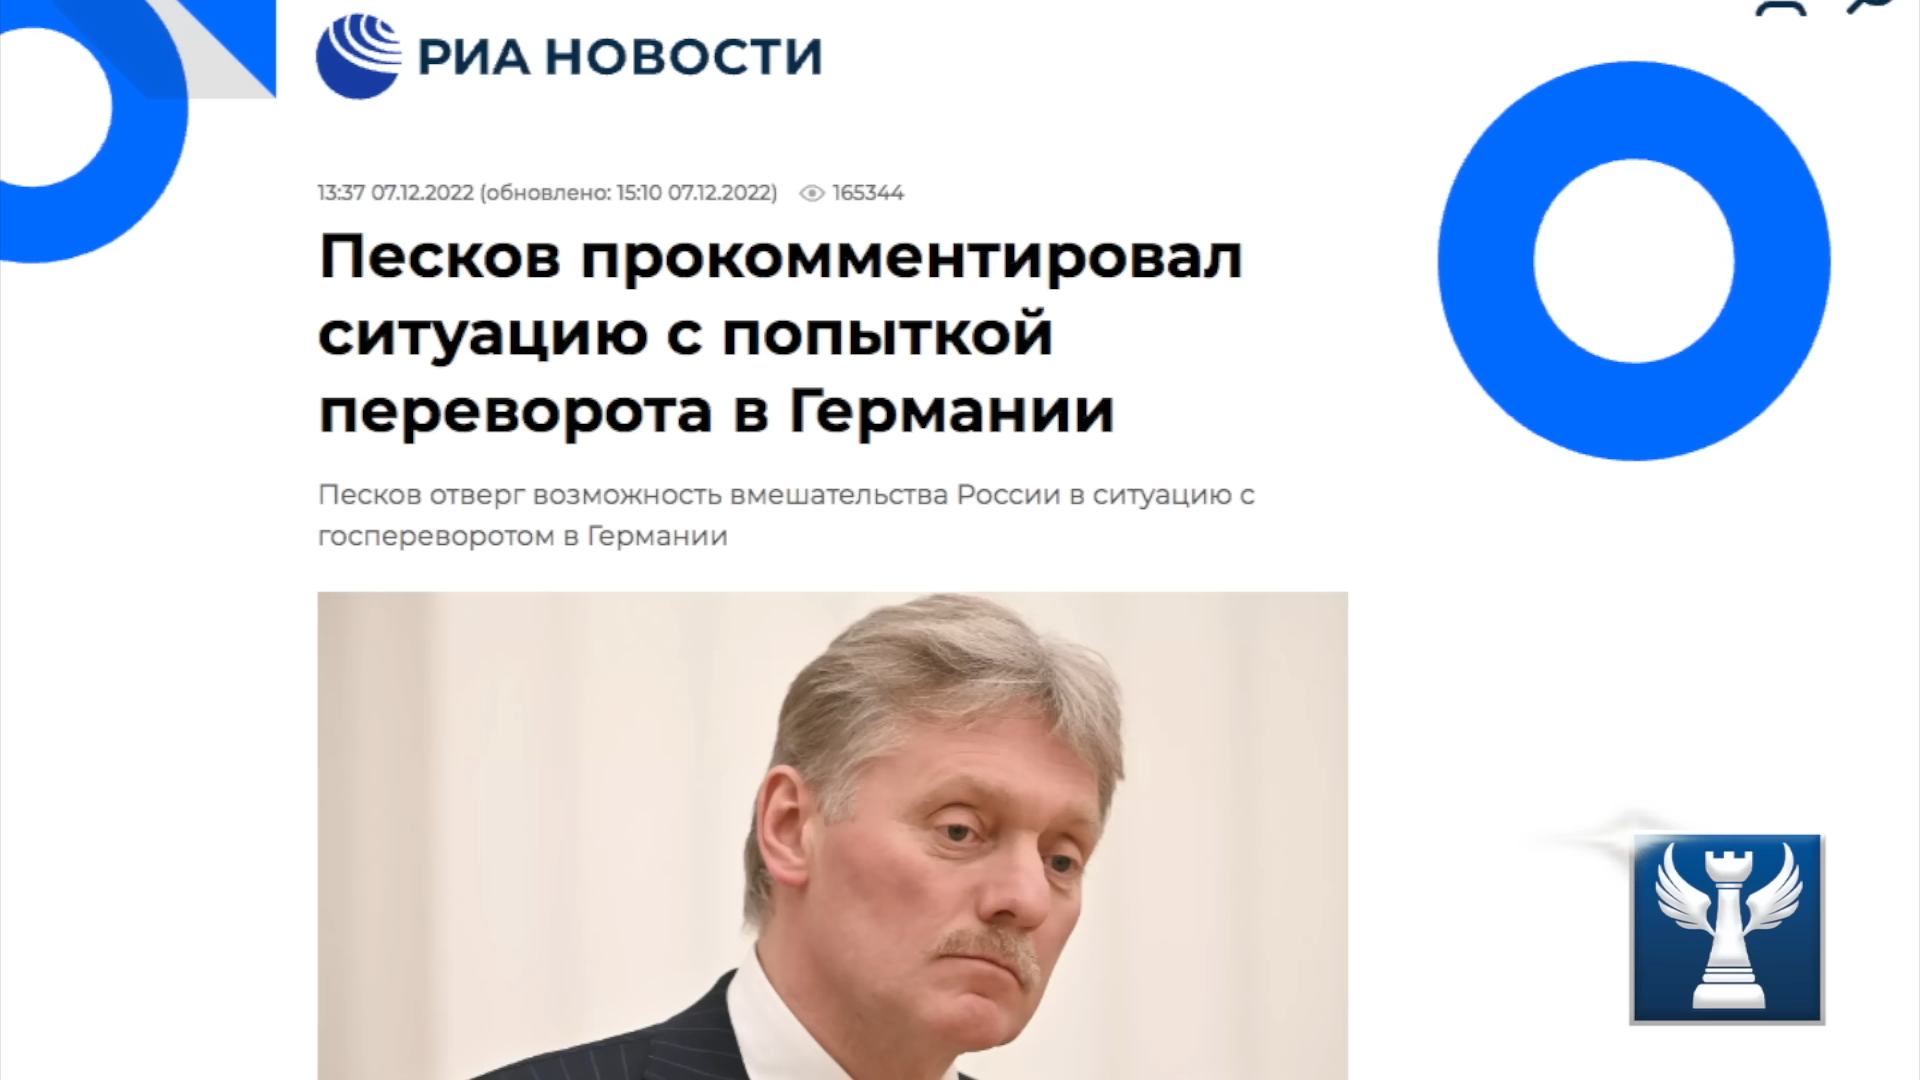 РИА НОВОСТИ
13:37 07.12.2022 (обновлено: 15:10 07.12.2022) 165344
Песков прокомментировал
ситуацию с попыткой
переворота в Германии
Песков отверг возможность вмешательства России в ситуацию с
госпереворотом в Германии